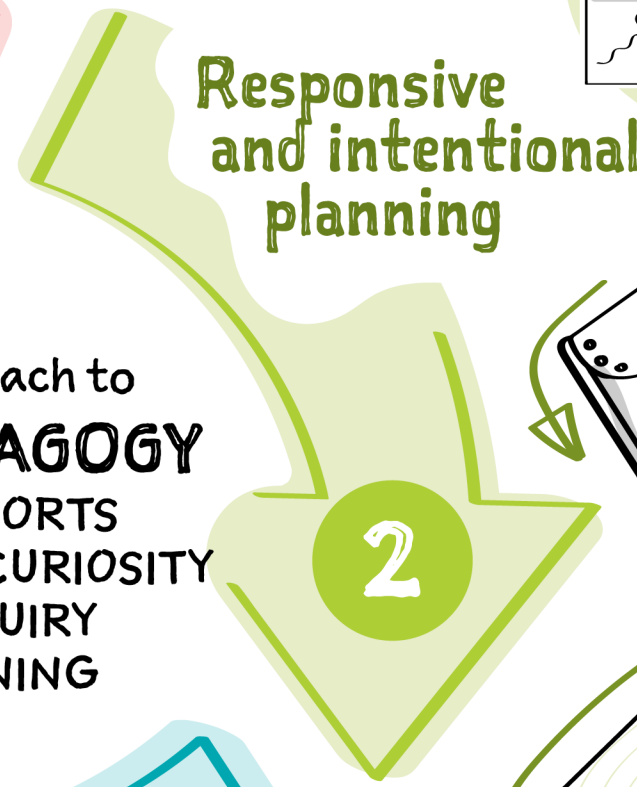 Responsive
and intentional
planning
ach to
AGOGY
ORTS
CURIOSITY
UIRY
NING
2